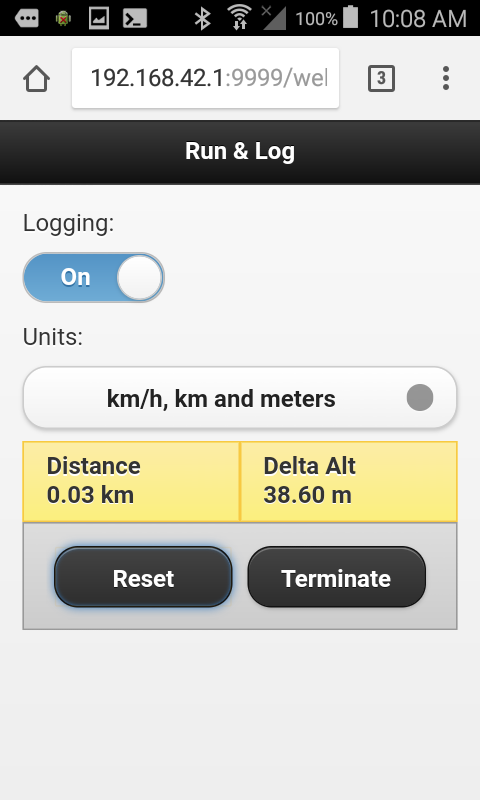 100% 10:08 AM
192.168.42.1:9999/wel
3
Run & Log
Logging:
On
Units:
km/h, km and meters
Distance
0.03 km
Delta Alt
38.60 m
Reset
Terminate